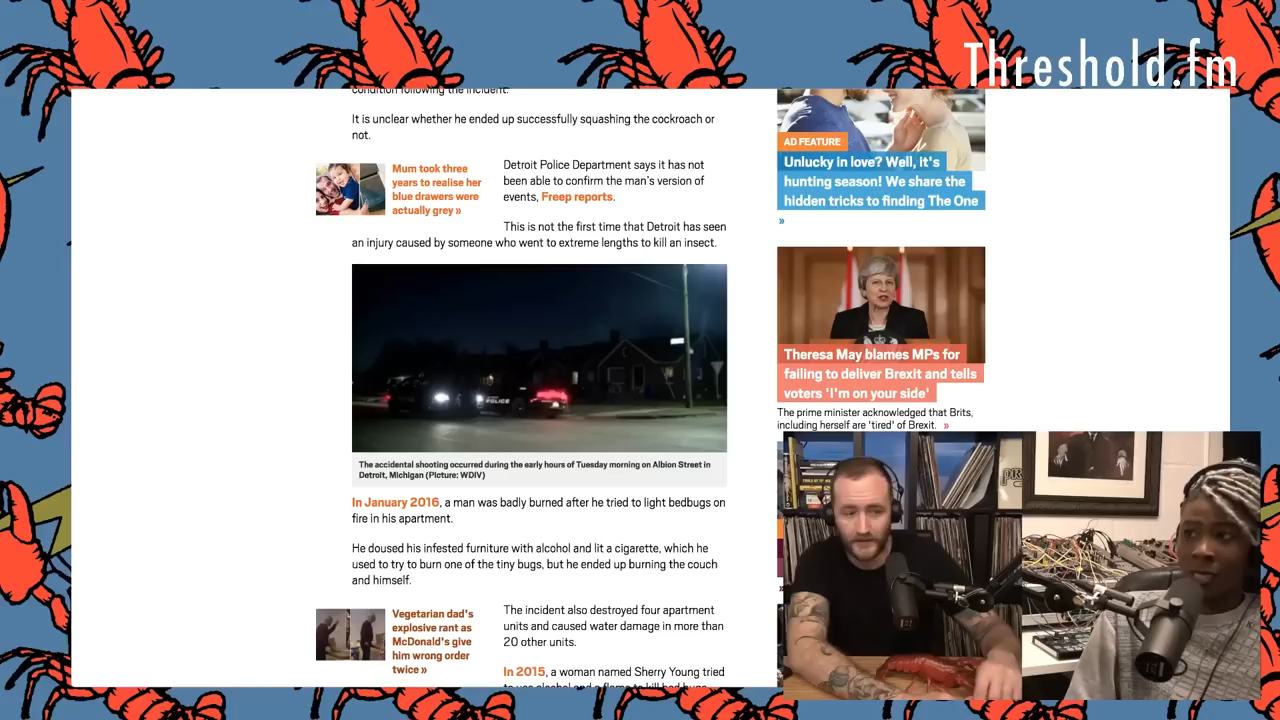 Threshold.fm
condition following the incident.
It is unclear whether he ended up successfully squashing the cockroach or
not.
Mum took three
years to realise her
blue drawers were
actually grey »
Detroit Police Department says it has not
been able to confirm the man's version of
events, Freep reports.
This is not the first time that Detroit has seen
an injury caused by someone who went to extreme lengths to kill an insect.
POLICE
The accidental shooting occurred during the early hours of Tuesday morning on Albion Street in
Detroit, Michigan (Picture: WDIV)
In January 2016, a man was badly burned after he tried to light bedbugs on
fire in his apartment.
He doused his infested furniture with alcohol and lit a cigarette, which he
used to try to burn one of the tiny bugs, but he ended up burning the couch
and himself.
Vegetarian dad's
explosive rant as
McDonald's give
him wrong order
twice »
The incident also destroyed four apartment
units and caused water damage in more than
20 other units.
In 2015, a woman named Sherry Young tried
AD FEATURE
Unlucky in love? Well, it's
hunting season! We share the
hidden tricks to finding The One
»
Theresa May blames MPs for
failing to deliver Brexit and tells
voters 'I'm on your side'
The prime minister acknowledged that Brits,
including herself are 'tired' of Brexit. »